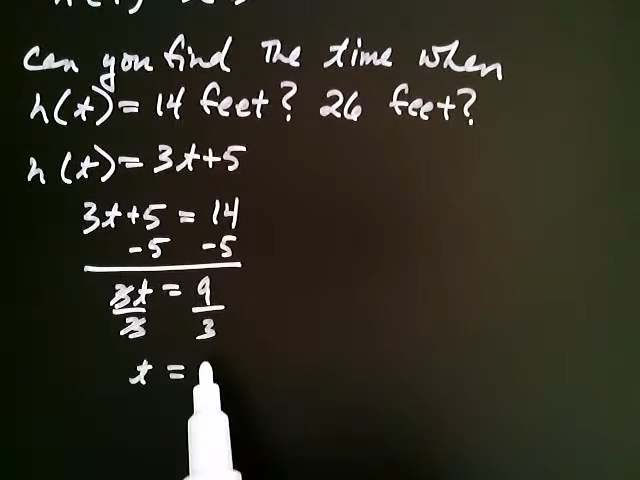 can you find the time when
h(t) = 14 feet? 26 feet?
h(t) = 3t+5
3t+5 = 14
-5 -5
3t = 9
3 3
t =